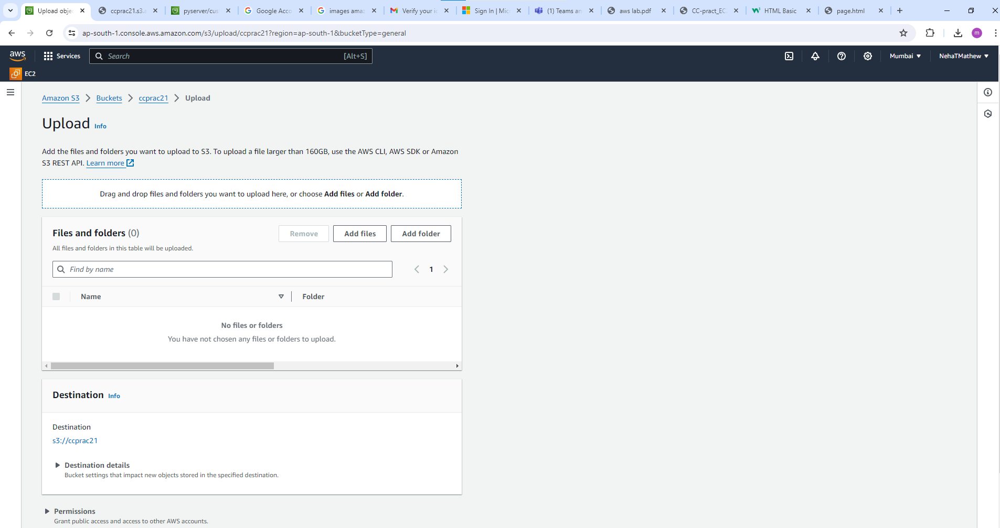 Upload obje
ccprac21.s3.a
pyserver/cus
Google Acco
images amaz
Verify your ic
Sign In | Mic
(1) Teams an
aws lab.pdf
CC-pract_EC
HTML Basic
page.html
ap-south-1.console.aws.amazon.com/s3/upload/ccprac21?region=ap-south-1&bucketType=general
m
aws
Services
Search
[Alt+S]
Mumbai
NehaTMathew
EC2
Amazon S3
Buckets
ccprac21
Upload
Upload Info
Add the files and folders you want to upload to S3. To upload a file larger than 160GB, use the AWS CLI, AWS SDK or Amazon
S3 REST API. Learn more
Drag and drop files and folders you want to upload here, or choose Add files or Add folder.
Files and folders (0)
Remove
Add files
Add folder
All files and folders in this table will be uploaded.
Find by name
1
Name
Folder
No files or folders
You have not chosen any files or folders to upload.
Destination Info
Destination
s3://ccprac21
Destination details
Bucket settings that impact new objects stored in the specified destination.
Permissions
Grant public access and access to other AWS accounts.